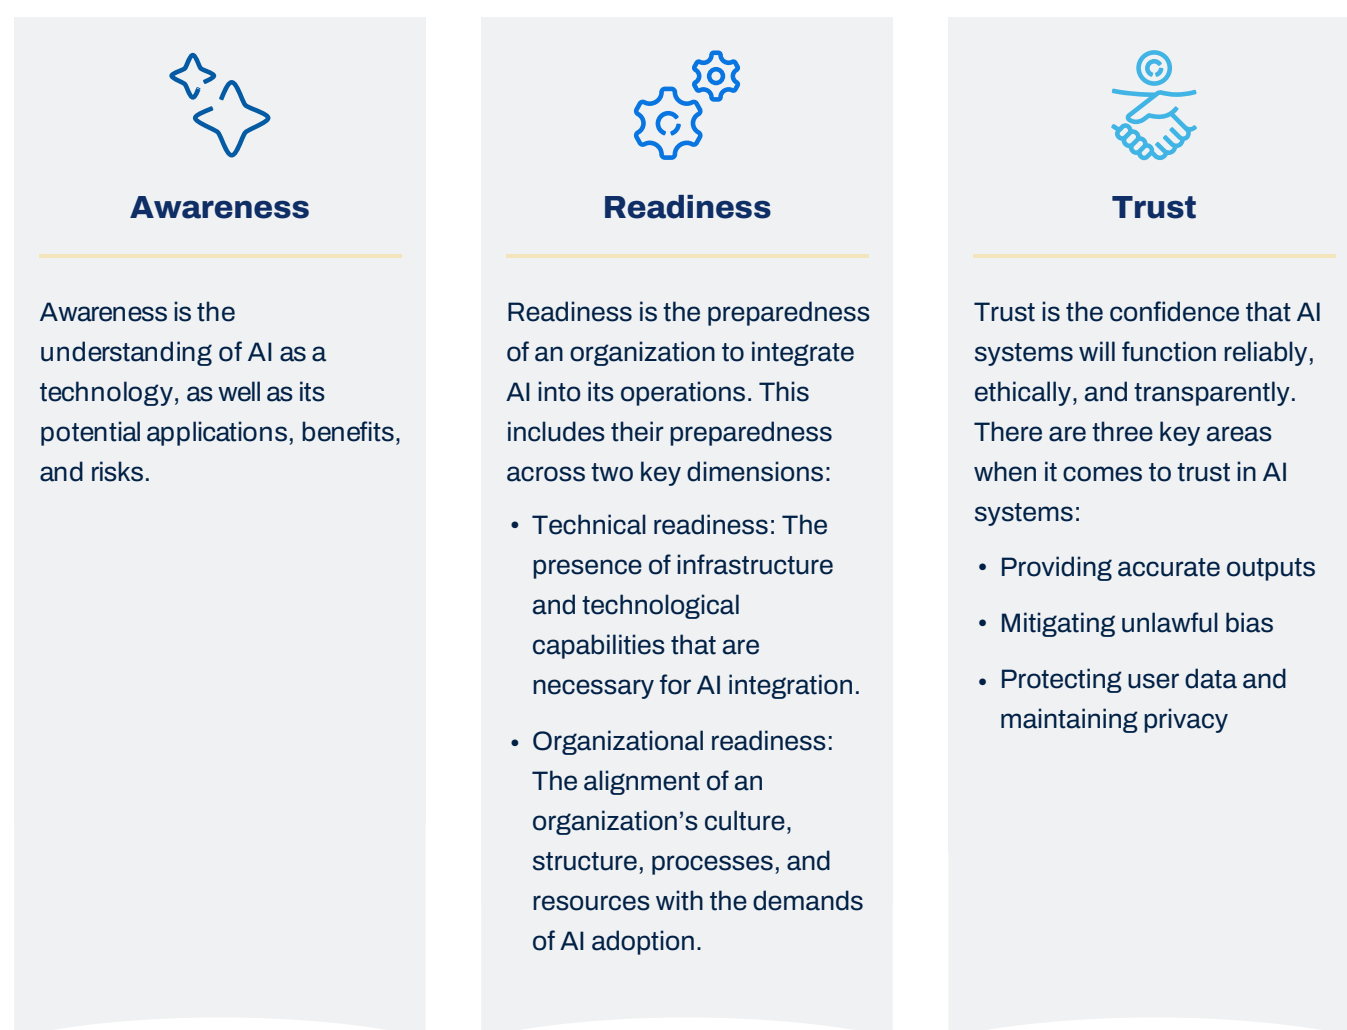 Awareness
Awareness is the
understanding of AI as a
technology, as well as its
potential applications, benefits,
and risks.
Readiness
Readiness is the preparedness
of an organization to integrate
AI into its operations. This
includes their preparedness
across two key dimensions:
• Technical readiness: The
presence of infrastructure
and technological
capabilities that are
necessary for AI integration.
• Organizational readiness:
The alignment of an
organization’s culture,
structure, processes, and
resources with the demands
of AI adoption.
Trust
Trust is the confidence that AI
systems will function reliably,
ethically, and transparently.
There are three key areas
when it comes to trust in AI
systems:
• Providing accurate outputs
• Mitigating unlawful bias
• Protecting user data and
maintaining privacy